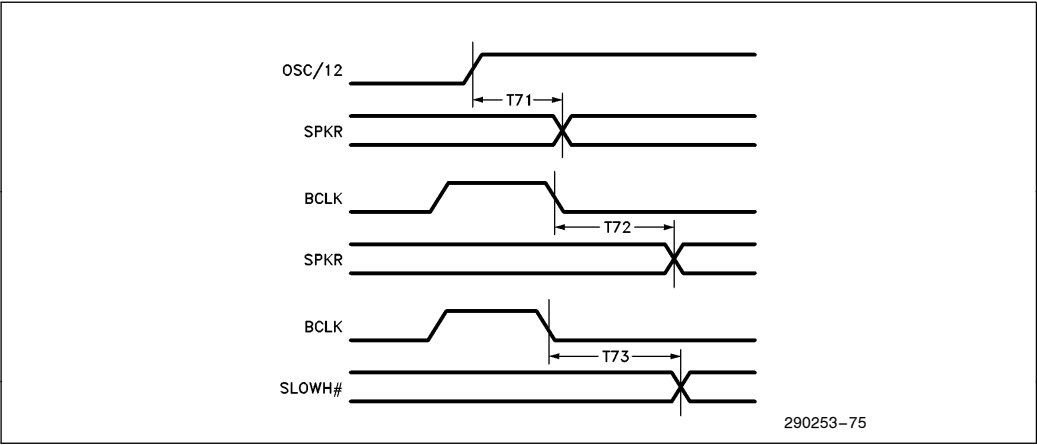 OSC/12
T71
SPKR
BCLK
T72
SPKR
BCLK
T73
SLOWH#
290253-75